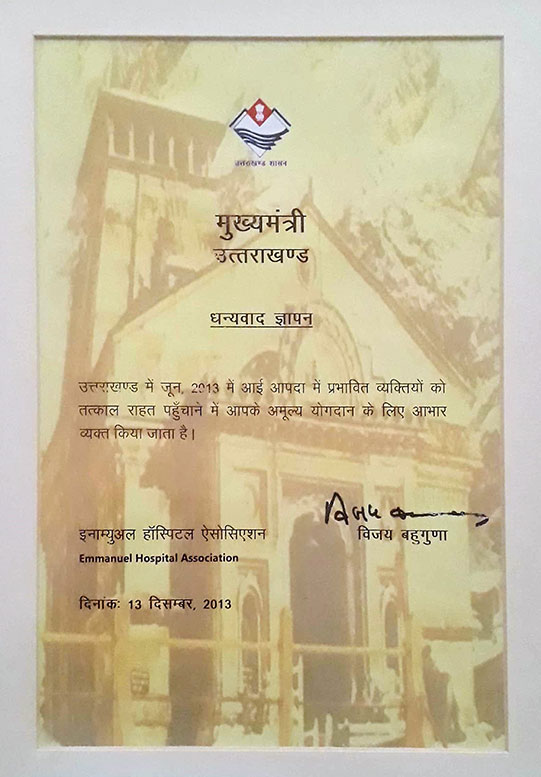 उत्तराखण्ड शासन
मुख्यमंत्री
उत्तराखण्ड
धन्यवाद ज्ञापन
उत्तराखण्ड में जून, 2013 में आई आपदा में प्रभावित व्यक्तियों को
तत्काल राहत पहुँचाने में आपके अमूल्य योगदान के लिए आभार
व्यक्त किया जाता है।
विजय
इनाम्युअल हॉस्पिटल ऐसोसिएशन
विजय बहुगुणा
Emmanuel Hospital Association
दिनांकः 13 दिसम्बर, 2013